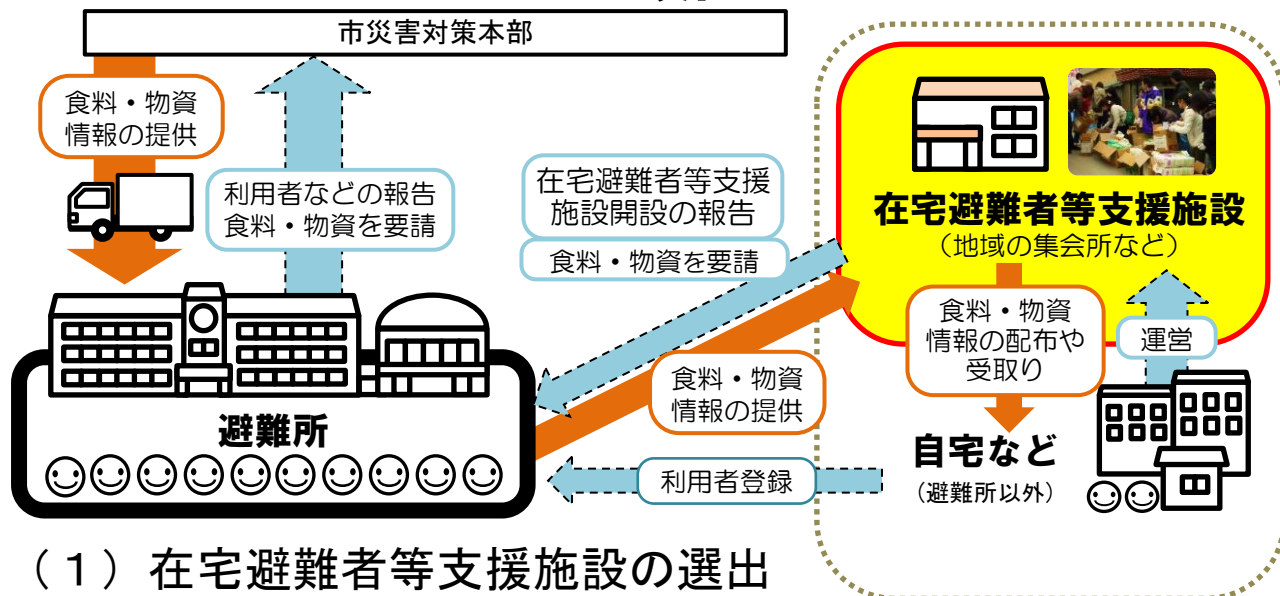 市災害対策本部
食料・物資
情報の提供
利用者などの報告
食料・物資を要請
在宅避難者等支援
施設開設の報告
食料・物資を要請
在宅避難者等支援施設
（地域の集会所など）
食料・物資
情報の配布や
受取り
運営
食料・物資
情報の提供
避難所
自宅など
（避難所以外）
利用者登録
（１）在宅避難者等支援施設の選出